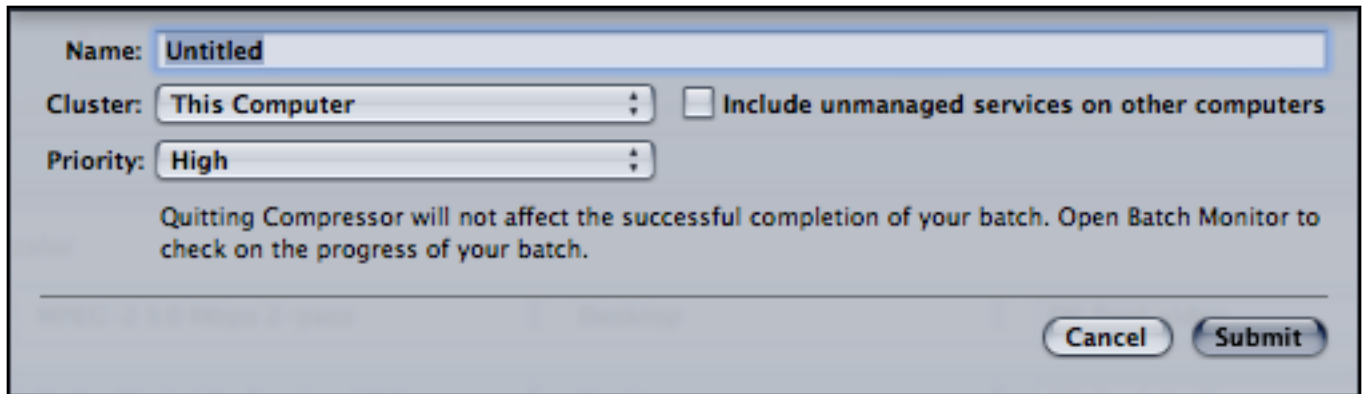 Name: Untitled
Cluster: This Computer Include unmanaged services on other computers
Priority: High
Quitting Compressor will not affect the successful completion of your batch. Open Batch Monitor to
check on the progress of your batch.
Cancel Submit